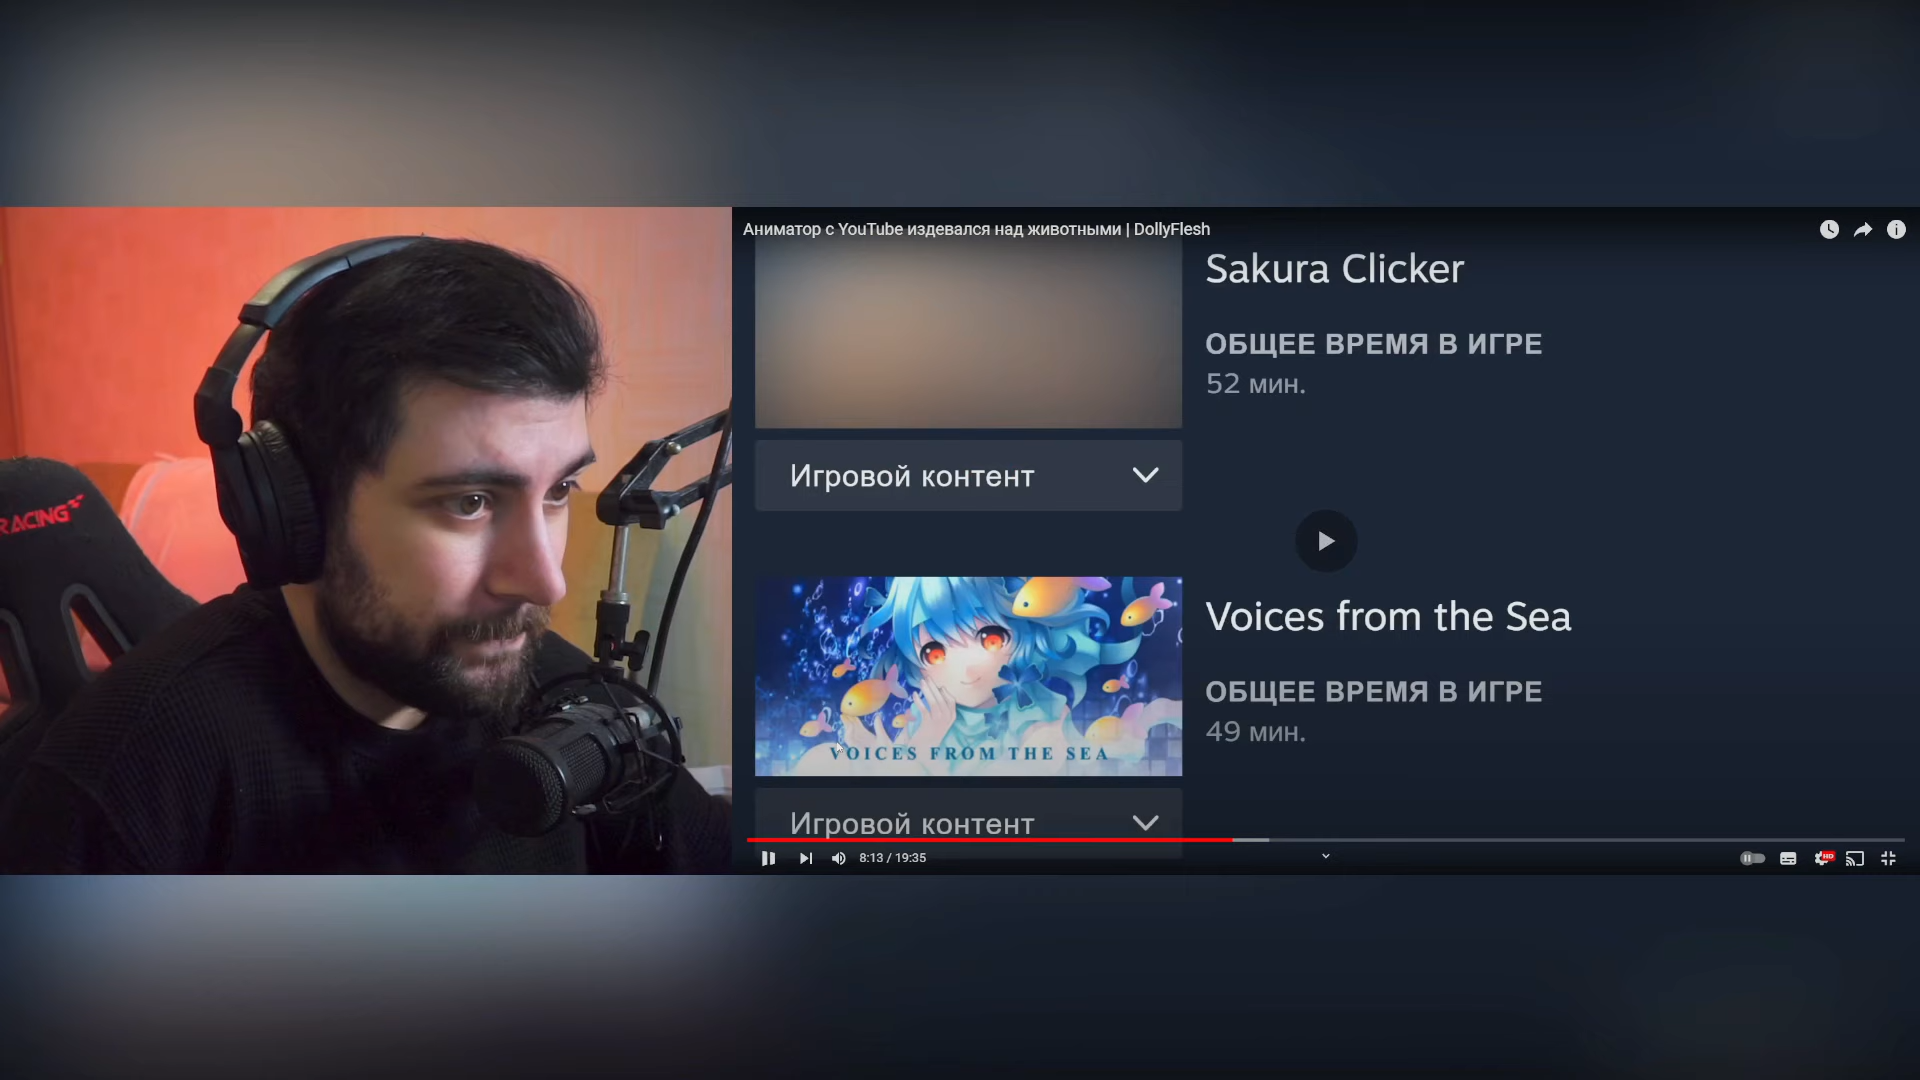 Аниматор с YouTube издевался над животными | DollyFlesh
Sakura Clicker
ОБЩЕЕ ВРЕМЯ В ИГРЕ
52 мин.
Игровой контент
RACING
Voices from the Sea
ОБЩЕЕ ВРЕМЯ В ИГРЕ
49 мин.
VOICES FROM THE SEA
Игровой контент
8:13 / 19:35
HD